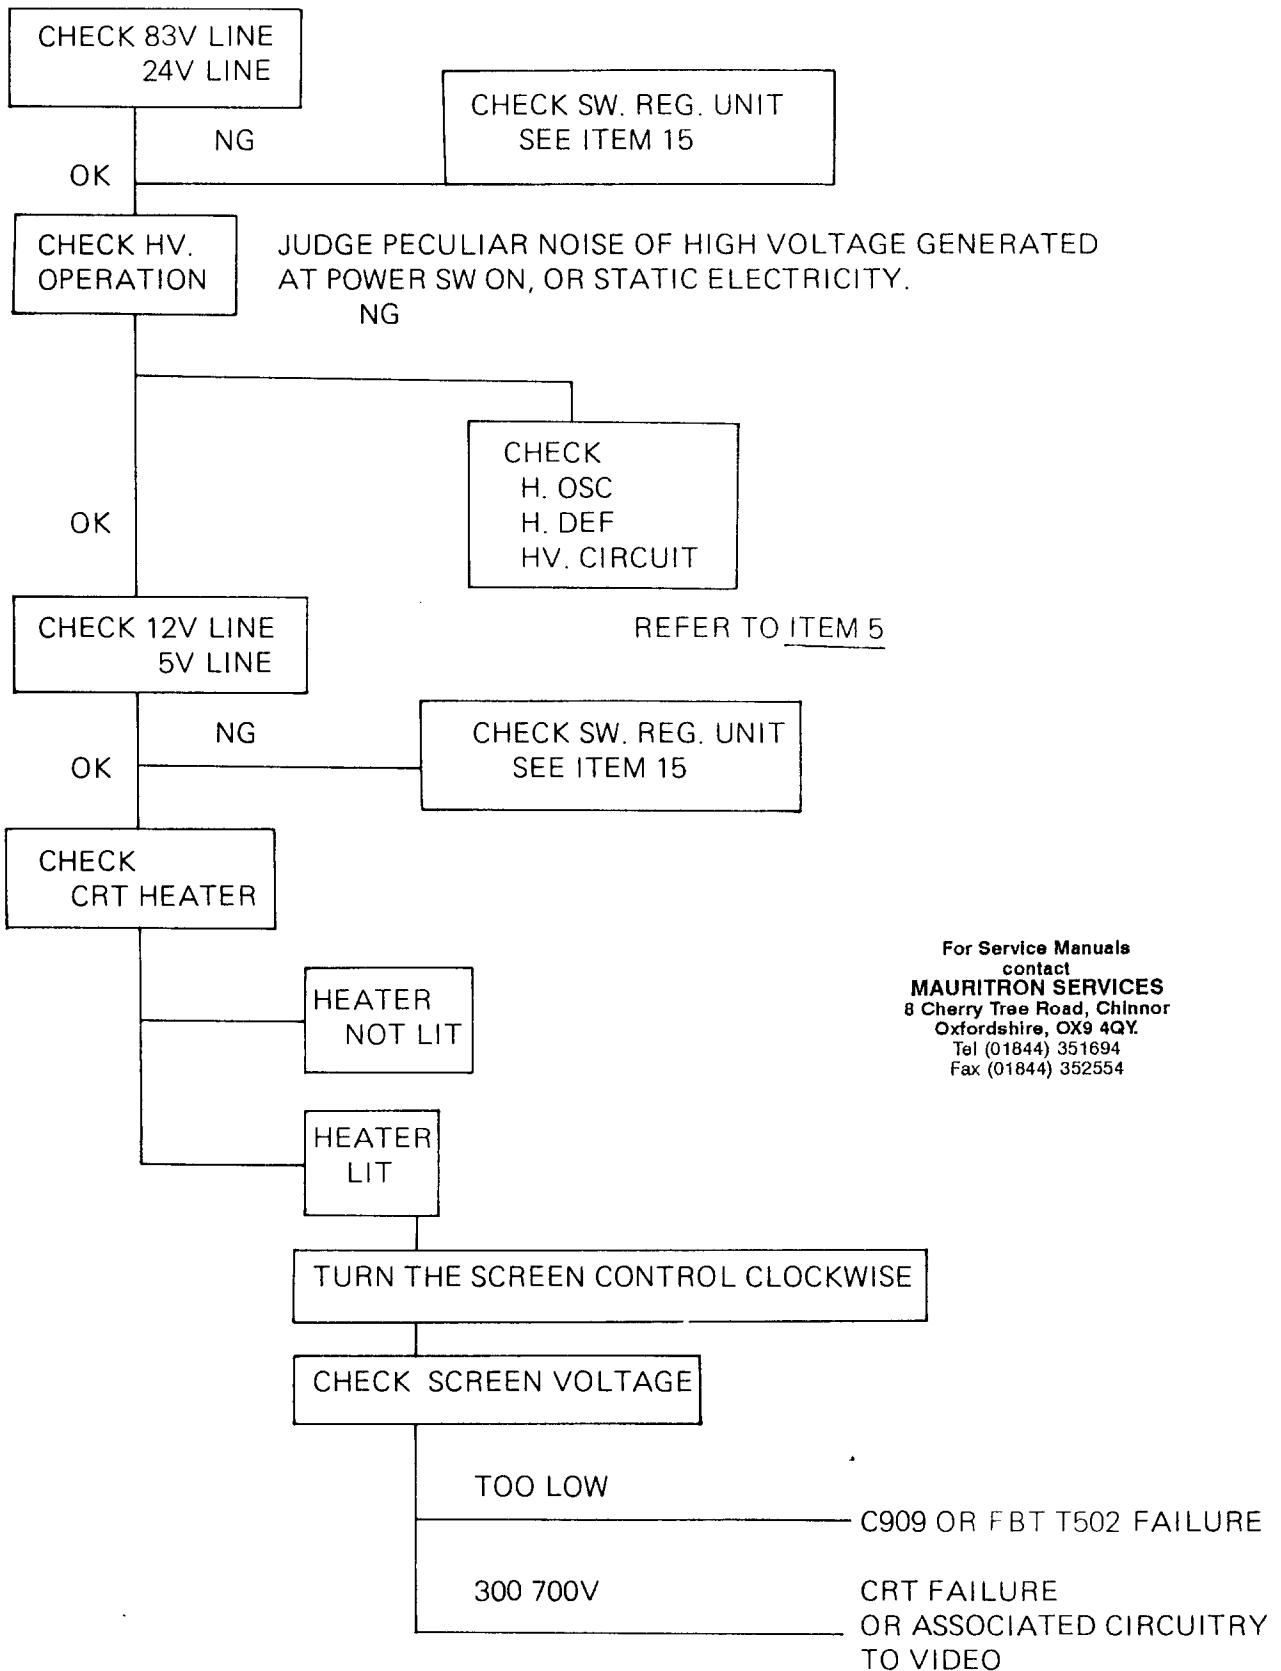 CHECK 83V LINE
24V LINE
NG
CHECK SW. REG. UNIT
SEE ITEM 15
OK
CHECK HV.
OPERATION
JUDGE PECULIAR NOISE OF HIGH VOLTAGE GENERATED
AT POWER SW ON, OR STATIC ELECTRICITY.
NG
CHECK
H. OSC
H. DEF
HV. CIRCUIT
OK
REFER TO ITEM 5
CHECK 12V LINE
5V LINE
NG
CHECK SW. REG. UNIT
SEE ITEM 15
OK
CHECK
CRT HEATER
For Service Manuals
contact
MAURITRON SERVICES
8 Cherry Tree Road, Chinnor
Oxfordshire, OX9 4QY.
Tel (01844) 351694
Fax (01844) 352554
HEATER
NOT LIT
HEATER
LIT
TURN THE SCREEN CONTROL CLOCKWISE
CHECK SCREEN VOLTAGE
TOO LOW
C909 OR FBT T502 FAILURE
300 700V
CRT FAILURE
OR ASSOCIATED CIRCUITRY
TO VIDEO